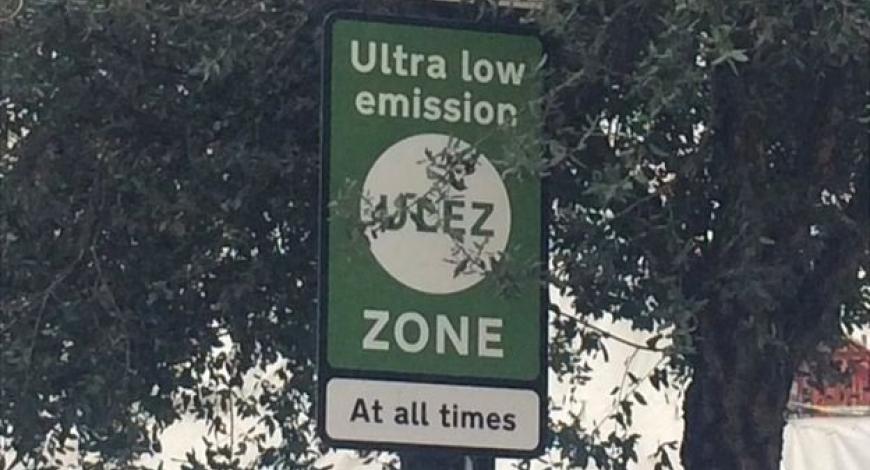 Ultra low
emission
ULEZ
ZONE
At all times